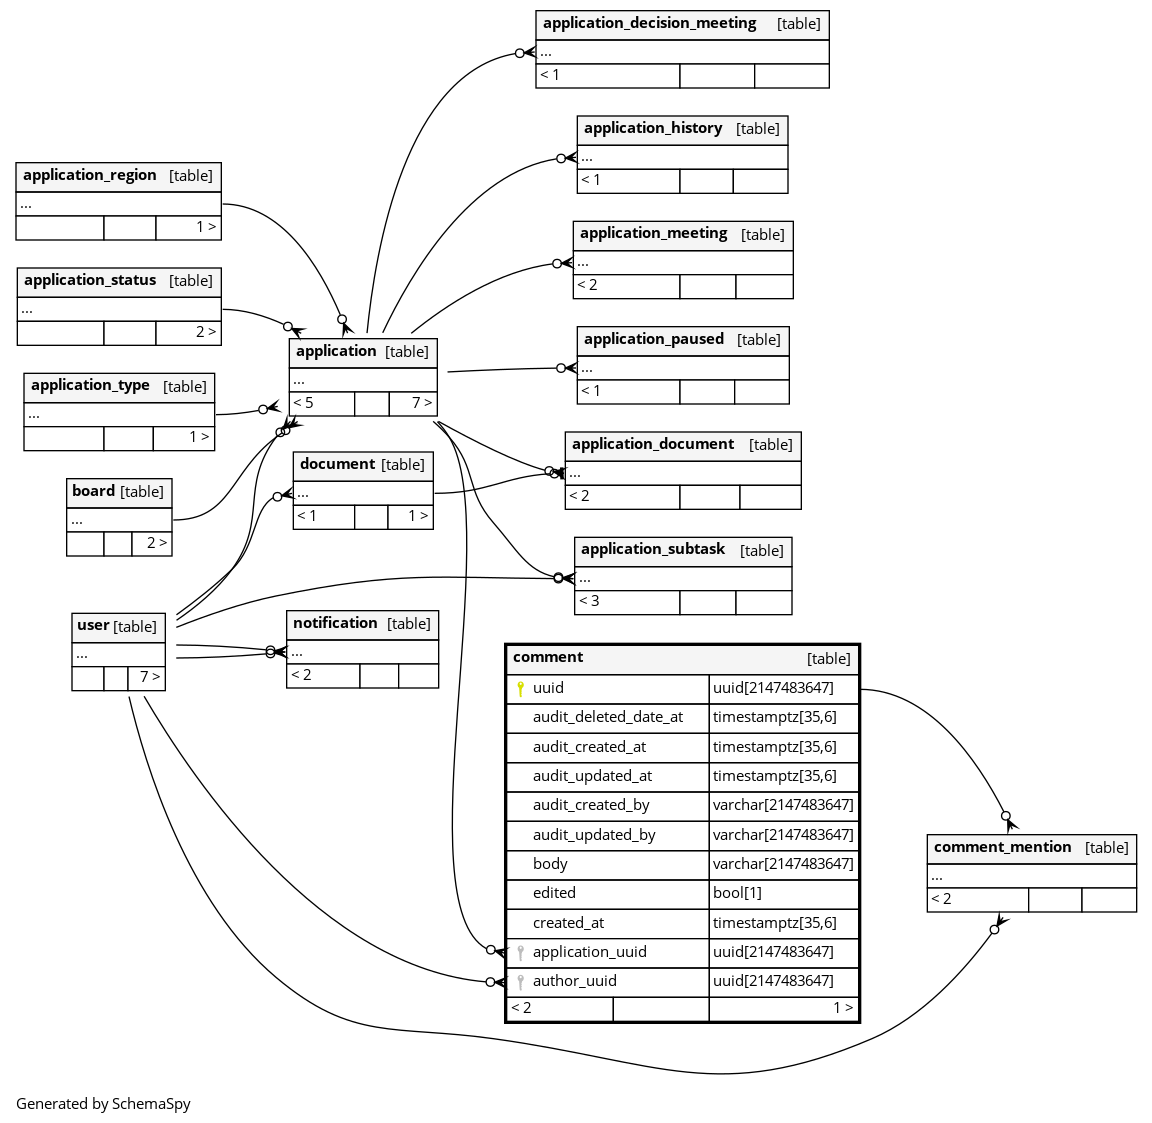 application_decision_meeting [table]
...
< 1
application_history [table]
...
< 1
application_region [table]
...
1 >
application_meeting [table]
...
< 2
application_status [table]
...
2 >
application_paused [table]
...
< 1
application [table]
...
< 5 7 >
application_type [table]
...
1 >
application_document [table]
...
< 2
document [table]
...
< 1 1 >
board [table]
...
2 >
application_subtask [table]
...
< 3
user [table]
...
7 >
notification [table]
...
< 2
comment [table]
uuid uuid[2147483647]
audit_deleted_date_at timestamptz[35,6]
audit_created_at timestamptz[35,6]
audit_updated_at timestamptz[35,6]
audit_created_by varchar[2147483647]
audit_updated_by varchar[2147483647]
body varchar[2147483647]
edited bool[1]
created_at timestamptz[35,6]
application_uuid uuid[2147483647]
author_uuid uuid[2147483647]
< 2 1 >
comment_mention [table]
...
< 2
Generated by SchemaSpy